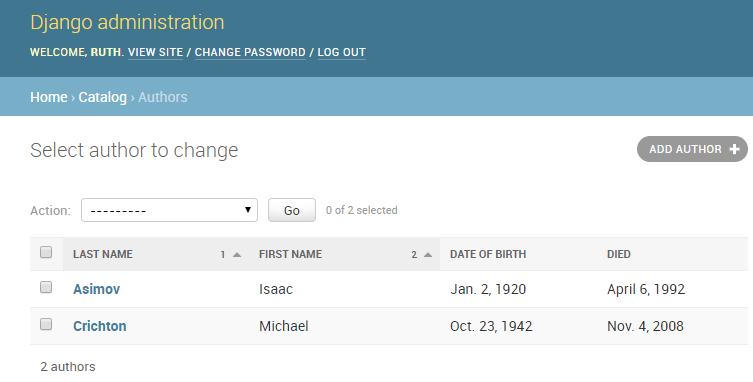 Django administration
WELCOME, RUTH. VIEW SITE / CHANGE PASSWORD / LOG OUT
Home › Catalog › Authors
Select author to change
ADD AUTHOR +
Action: --------- Go 0 of 2 selected
LAST NAME 1 FIRST NAME 2 DATE OF BIRTH DIED
Asimov Isaac Jan. 2, 1920 April 6, 1992
Crichton Michael Oct. 23, 1942 Nov. 4, 2008
2 authors